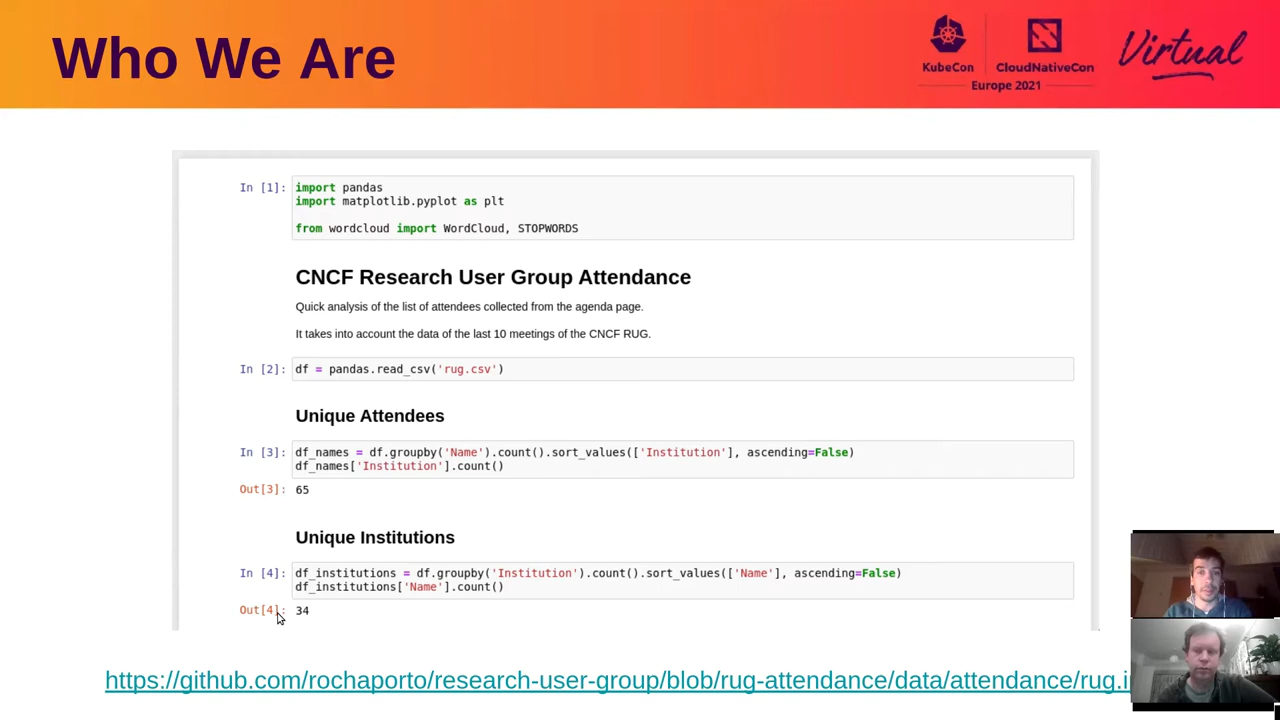 Who We Are
KubeCon
CloudNativeCon
Europe 2021
Virtual
In [1]: import pandas
import matplotlib.pyplot as plt
from wordcloud import WordCloud, STOPWORDS
CNCF Research User Group Attendance
Quick analysis of the list of attendees collected from the agenda page.
It takes into account the data of the last 10 meetings of the CNCF RUG.
In [2]: df = pandas.read_csv('rug.csv')
Unique Attendees
In [3]: df_names = df.groupby('Name').count().sort_values(['Institution'], ascending=False)
df_names['Institution'].count()
Out[3]: 65
Unique Institutions
In [4]: df_institutions = df.groupby('Institution').count().sort_values(['Name'], ascending=False)
df_institutions['Name'].count()
Out[4]: 34
https://github.com/rochaporto/research-user-group/blob/rug-attendance/data/attendance/rug.i